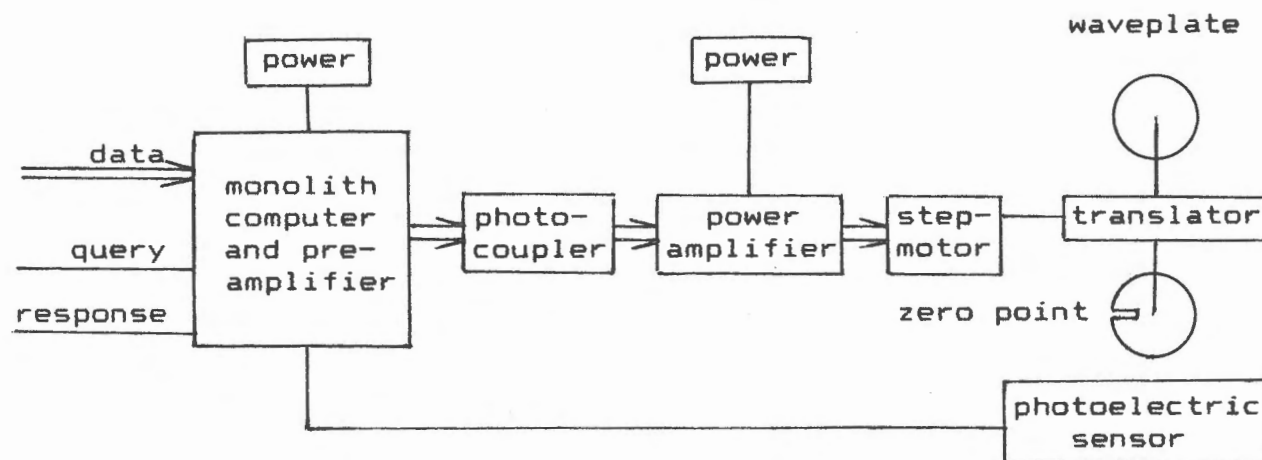 waveplate
power
power
data
monolith
computer
and pre-
amplifier
query
response
photo-
coupler
power
amplifier
step-
motor
translator
zero point
photoelectric
sensor